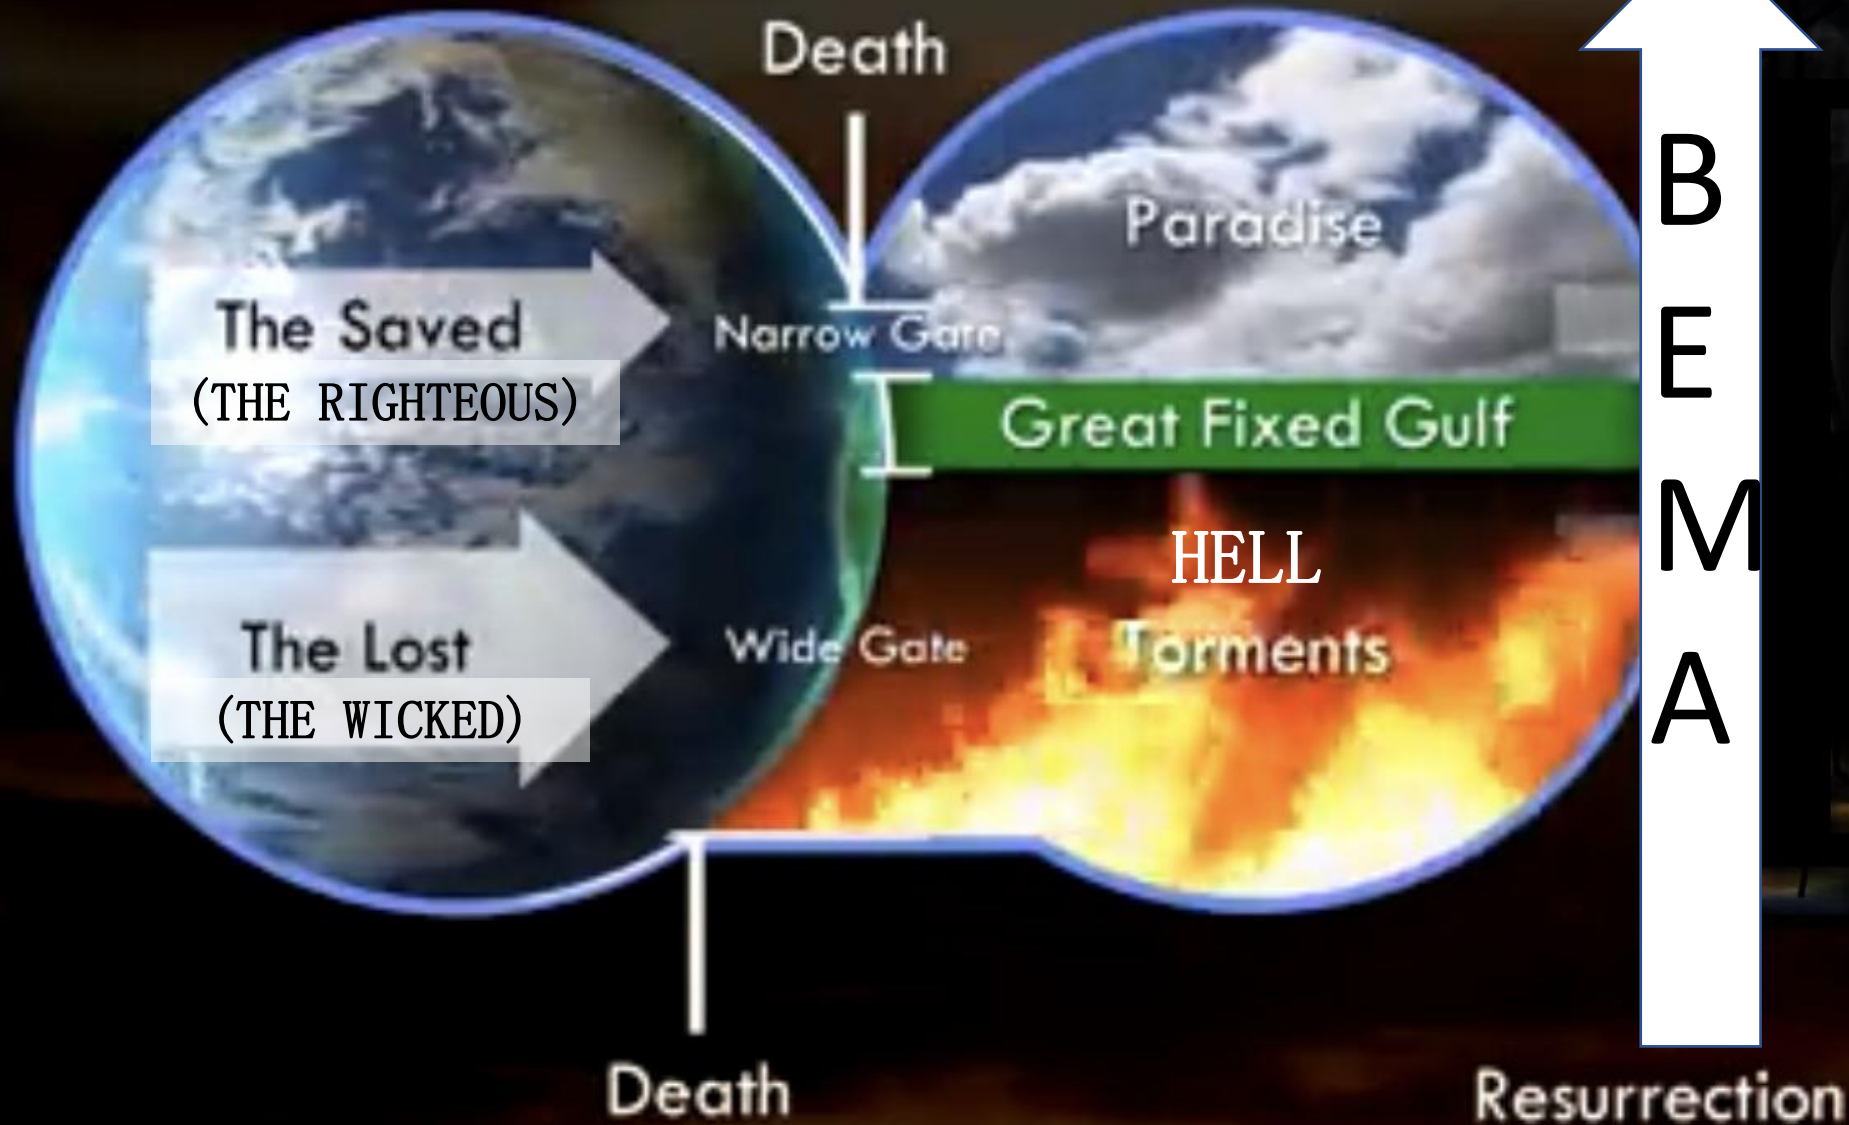 Death
Paradise
The Saved
(THE RIGHTEOUS)
Narrow Gate
Great Fixed Gulf
HELL
The Lost
(THE WICKED)
Wide Gate
Torments
Death
Resurrection
B
E
M
A